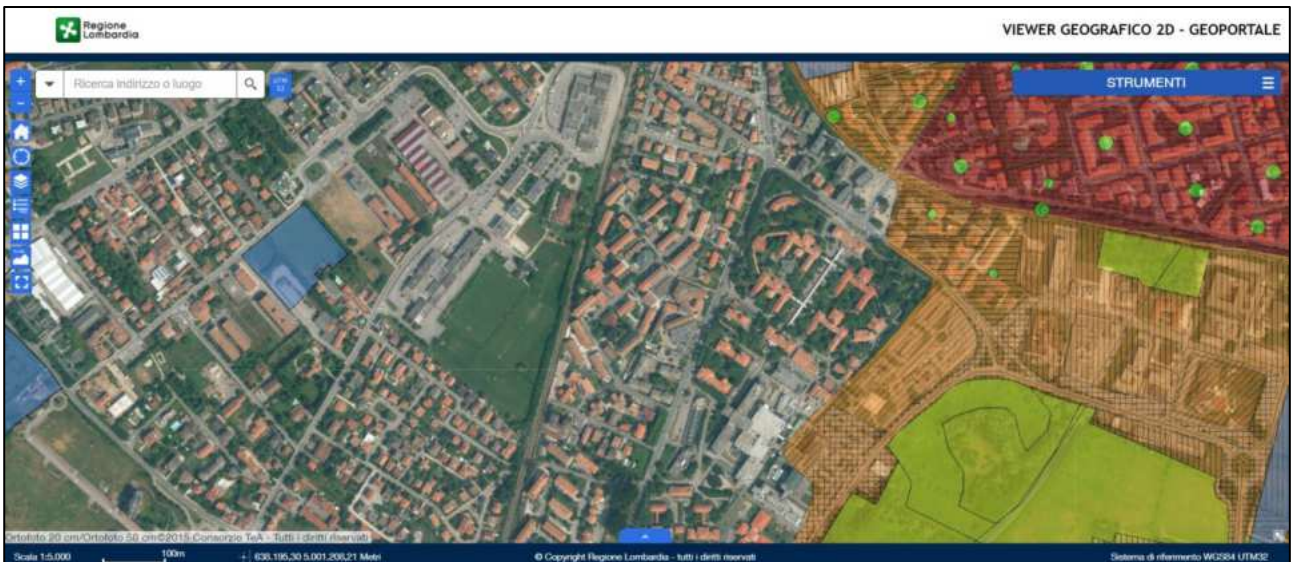 Regione
Lombardia
VIEWER GEOGRAFICO 2D - GEOPORTALE
+
Ricerca indirizzo o luogo
UTM
32
STRUMENTI
-
Ortofoto 20 cm/Ortofoto 50 cm©2015 Consorzio TeA - Tutti i diritti riservati
Scala 1:5.000
100m
638.195,30 5.001.208,21 Metri
© Copyright Regione Lombardia - tutti i diritti riservati
Sistema di riferimento WGS84 UTM32